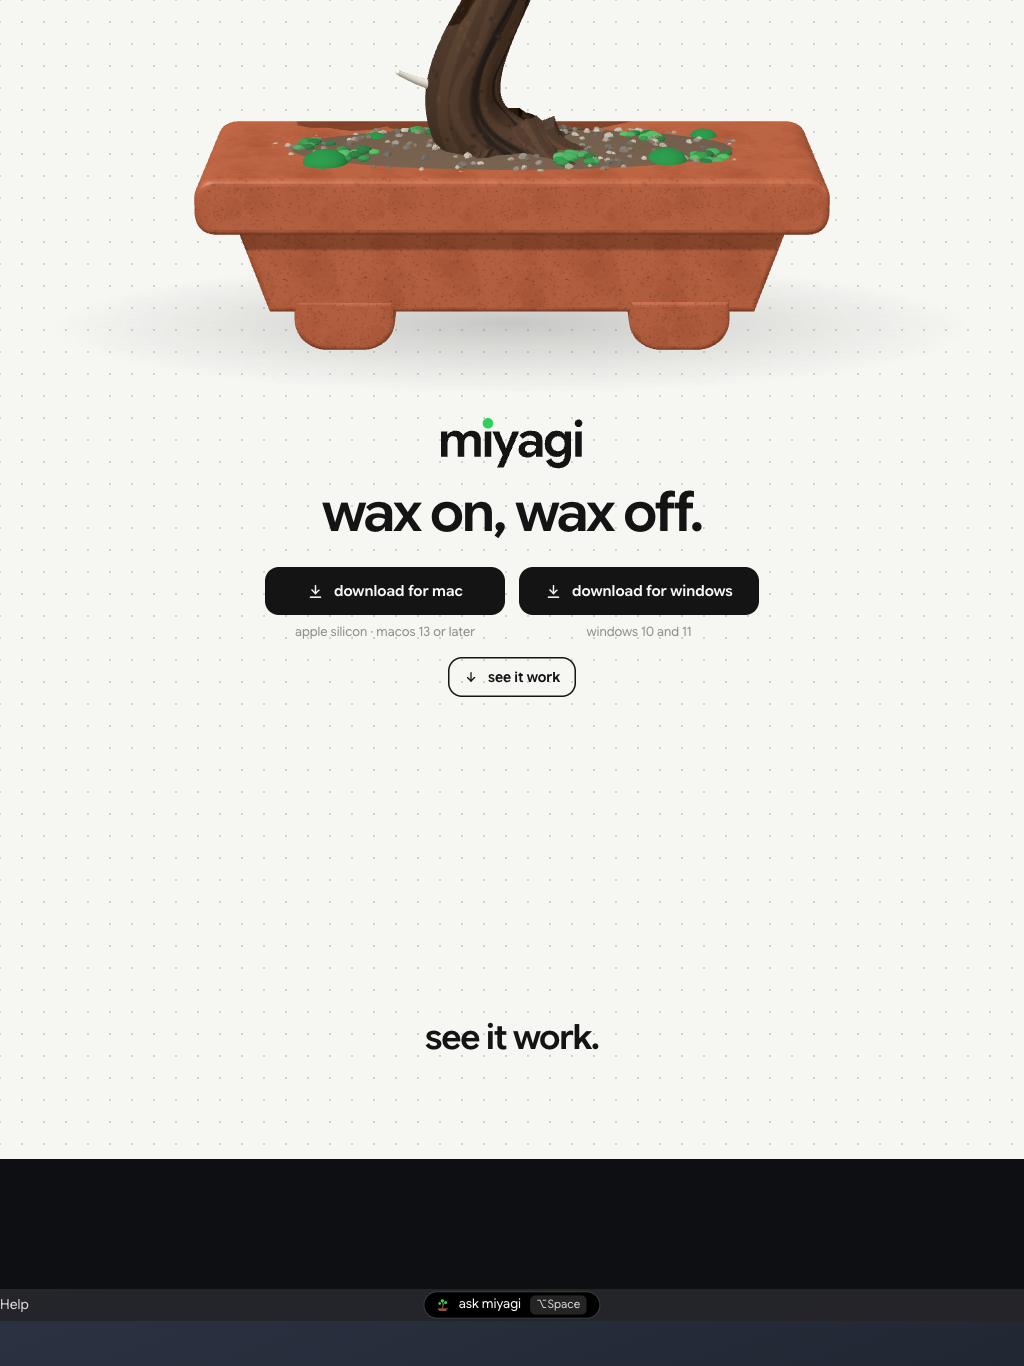 miyagi
wax on, wax off.
download for mac
download for windows
apple silicon · macos 13 or later
windows 10 and 11
see it work
see it work.
Help
ask miyagi ⌥Space